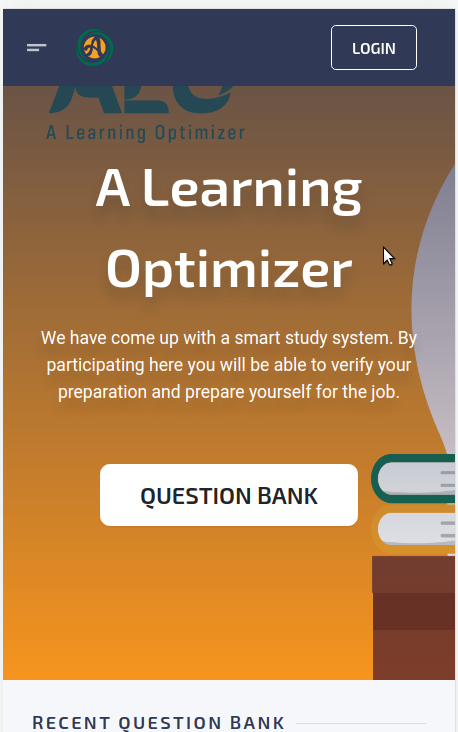 LOGIN
A Learning Optimizer
A Learning
Optimizer
We have come up with a smart study system. By
participating here you will be able to verify your
preparation and prepare yourself for the job.
QUESTION BANK
RECENT QUESTION BANK